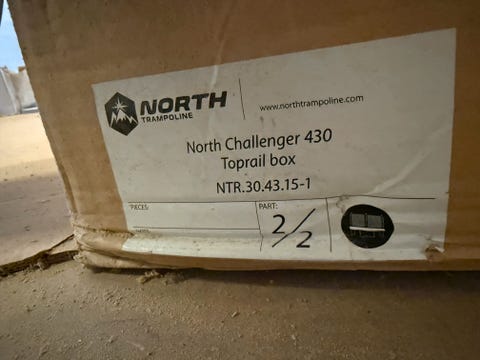 NORTH
TRAMPOLINE
www.northtrampoline.com
North Challenger 430
Toprail box
NTR.30.43.15-1
PIECES:
PART:
2/2